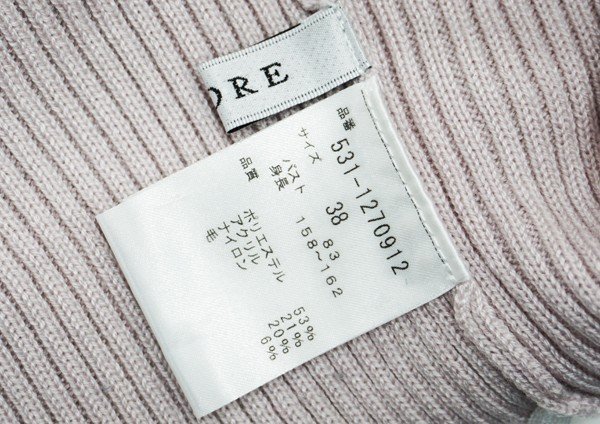 ORE
品番 531-1270912
サイズ 38
バスト 83
身長 158~162
品質
ポリエステル 53%
アクリル 21%
ナイロン 20%
毛 6%